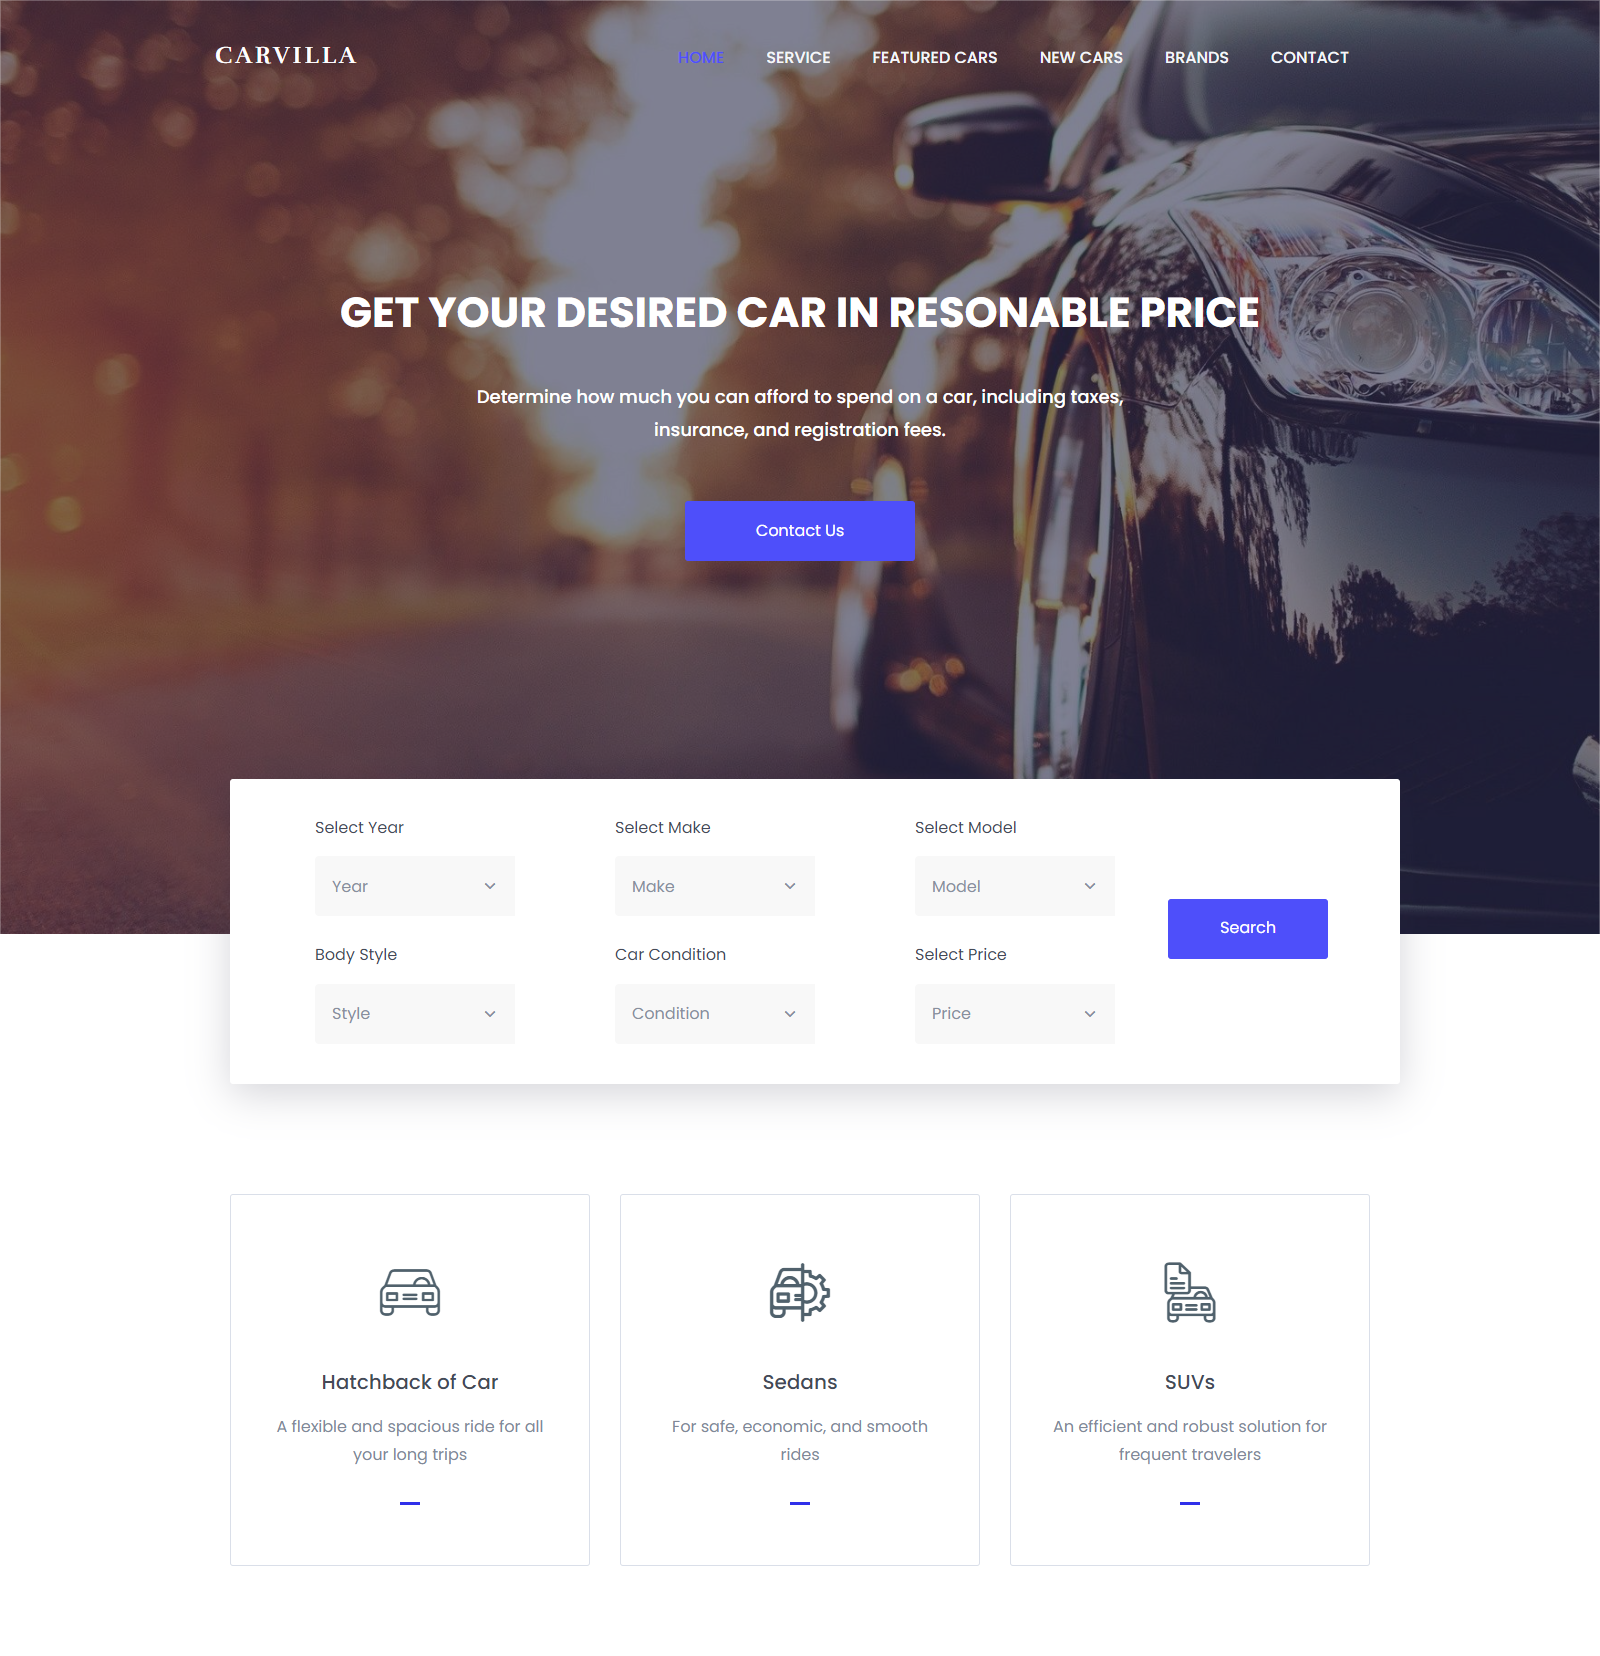 CARVILLA
HOME SERVICE FEATURED CARS NEW CARS BRANDS CONTACT
GET YOUR DESIRED CAR IN RESONABLE PRICE
Determine how much you can afford to spend on a car, including taxes,
insurance, and registration fees.
Contact Us
Select Year Select Make Select Model
Year Make Model
Search
Body Style Car Condition Select Price
Style Condition Price
Hatchback of Car
A flexible and spacious ride for all
your long trips
Sedans
For safe, economic, and smooth
rides
SUVs
An efficient and robust solution for
frequent travelers